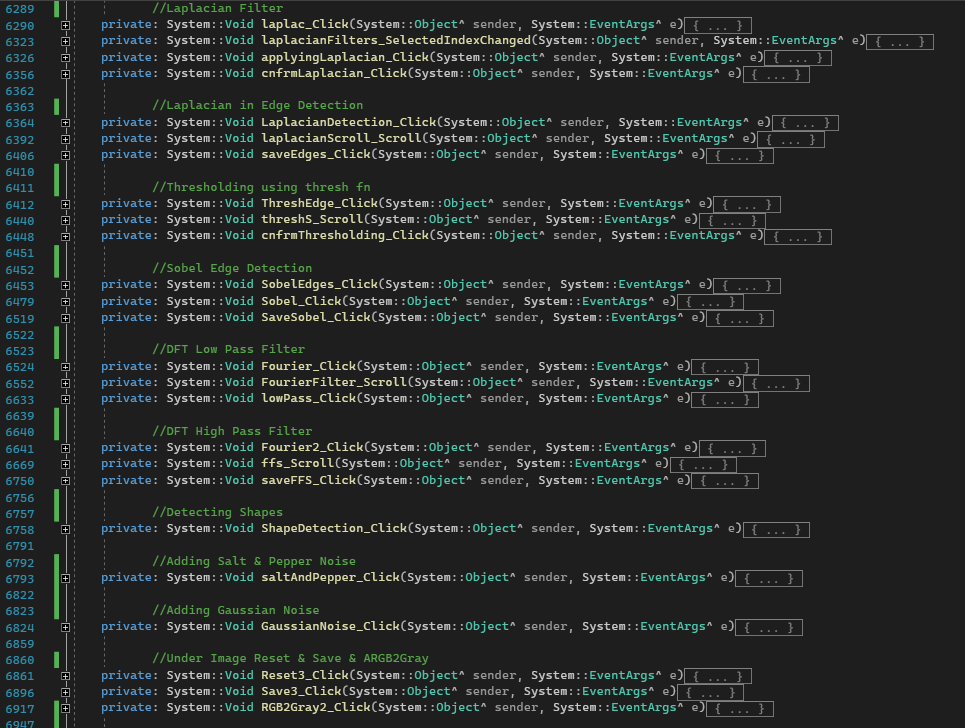 6289 //Laplacian Filter
6290 private: System::Void laplac_Click(System::Object^ sender, System::EventArgs^ e){ ... }
6323 private: System::Void laplacianFilters_SelectedIndexChanged(System::Object^ sender, System::EventArgs^ e){ ... }
6326 private: System::Void applyingLaplacian_Click(System::Object^ sender, System::EventArgs^ e){ ... }
6356 private: System::Void cnfrmLaplacian_Click(System::Object^ sender, System::EventArgs^ e){ ... }
6362
6363 //Laplacian in Edge Detection
6364 private: System::Void LaplacianDetection_Click(System::Object^ sender, System::EventArgs^ e){ ... }
6392 private: System::Void laplacianScroll_Scroll(System::Object^ sender, System::EventArgs^ e){ ... }
6406 private: System::Void saveEdges_Click(System::Object^ sender, System::EventArgs^ e){ ... }
6410
6411 //Thresholding using thresh fn
6412 private: System::Void ThreshEdge_Click(System::Object^ sender, System::EventArgs^ e){ ... }
6440 private: System::Void threshS_Scroll(System::Object^ sender, System::EventArgs^ e){ ... }
6448 private: System::Void cnfrmThresholding_Click(System::Object^ sender, System::EventArgs^ e){ ... }
6451
6452 //Sobel Edge Detection
6453 private: System::Void SobelEdges_Click(System::Object^ sender, System::EventArgs^ e){ ... }
6479 private: System::Void Sobel_Click(System::Object^ sender, System::EventArgs^ e){ ... }
6519 private: System::Void SaveSobel_Click(System::Object^ sender, System::EventArgs^ e){ ... }
6522
6523 //DFT Low Pass Filter
6524 private: System::Void Fourier_Click(System::Object^ sender, System::EventArgs^ e){ ... }
6552 private: System::Void FourierFilter_Scroll(System::Object^ sender, System::EventArgs^ e){ ... }
6633 private: System::Void lowPass_Click(System::Object^ sender, System::EventArgs^ e){ ... }
6639
6640 //DFT High Pass Filter
6641 private: System::Void Fourier2_Click(System::Object^ sender, System::EventArgs^ e){ ... }
6669 private: System::Void ffs_Scroll(System::Object^ sender, System::EventArgs^ e){ ... }
6750 private: System::Void saveFFS_Click(System::Object^ sender, System::EventArgs^ e){ ... }
6756
6757 //Detecting Shapes
6758 private: System::Void ShapeDetection_Click(System::Object^ sender, System::EventArgs^ e){ ... }
6791
6792 //Adding Salt & Pepper Noise
6793 private: System::Void saltAndPepper_Click(System::Object^ sender, System::EventArgs^ e){ ... }
6822
6823 //Adding Gaussian Noise
6824 private: System::Void GaussianNoise_Click(System::Object^ sender, System::EventArgs^ e){ ... }
6859
6860 //Under Image Reset & Save & ARGB2Gray
6861 private: System::Void Reset3_Click(System::Object^ sender, System::EventArgs^ e){ ... }
6896 private: System::Void Save3_Click(System::Object^ sender, System::EventArgs^ e){ ... }
6917 private: System::Void RGB2Gray2_Click(System::Object^ sender, System::EventArgs^ e){ ... }
6947